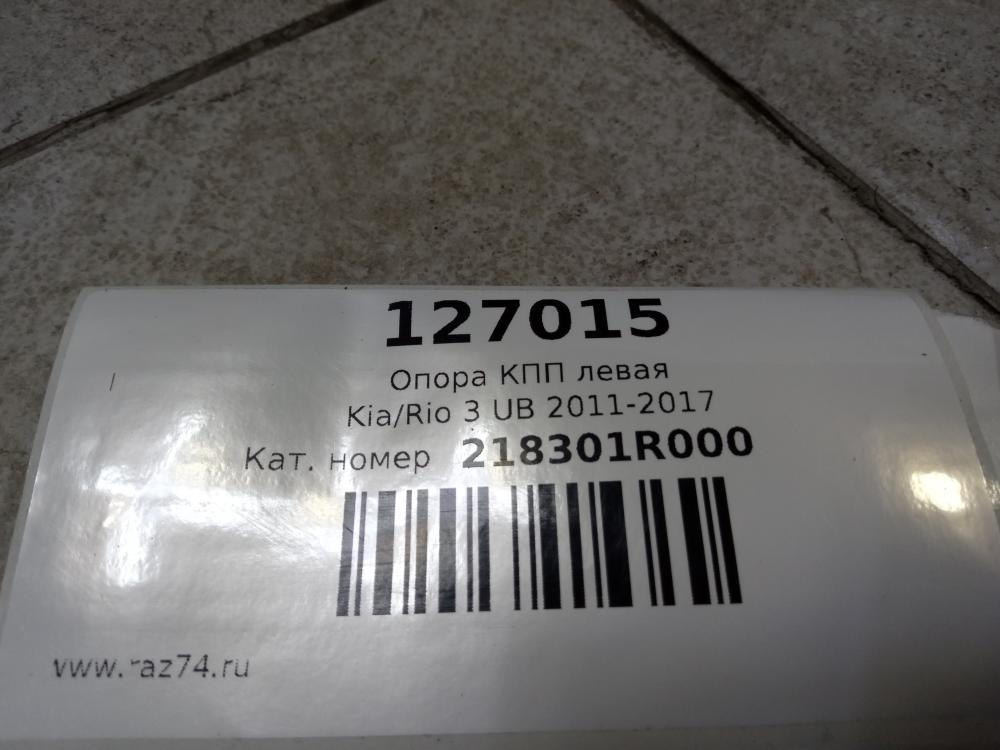 127015
Опора КПП левая
Kia/Rio 3 UB 2011-2017
Кат. номер 218301R000
www.raz74.ru